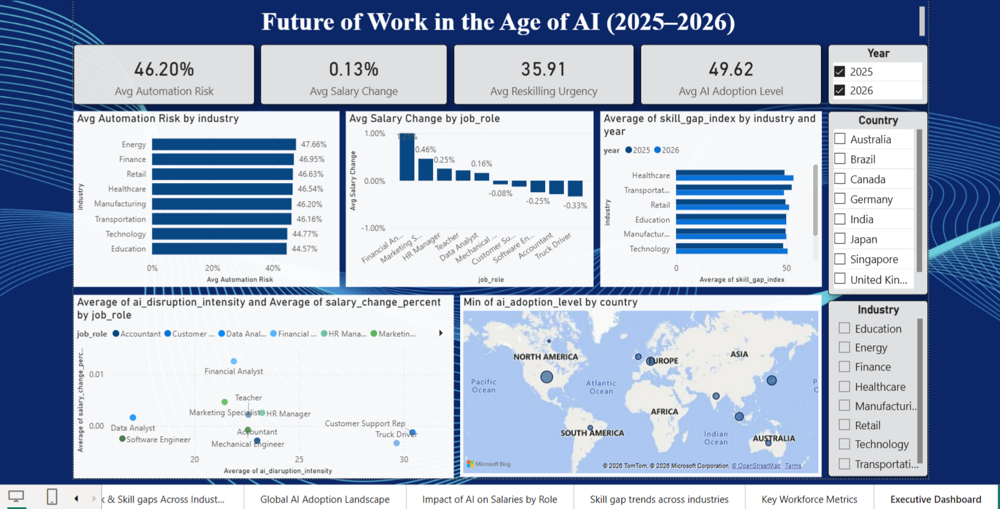 Future of Work in the Age of AI (2025–2026)
46.20%
Avg Automation Risk
0.13%
Avg Salary Change
35.91
Avg Reskilling Urgency
49.62
Avg AI Adoption Level
Year
2025
2026
Avg Automation Risk by industry
industry
Energy
47.66%
Finance
46.95%
Retail
46.63%
Healthcare
46.54%
Manufacturing
46.20%
Transportation
46.16%
Technology
44.77%
Education
44.57%
0%
20%
40%
Avg Automation Risk
Avg Salary Change by job_role
Avg Salary Change
1.00%
0.00%
-1.00%
1.25%
0.46%
0.25%
0.16%
-0.08%
-0.25%
-0.33%
Financial An...
Marketing S...
HR Manager
Teacher
Data Analyst
Mechanical ...
Customer Su...
Software En...
Accountant
Truck Driver
job_role
Average of skill_gap_index by industry and
year
year
2025
2026
industry
Healthcare
Transportat...
Retail
Education
Manufactur...
Technology
0
50
Average of skill_gap_index
Country
Australia
Brazil
Canada
Germany
India
Japan
Singapore
United Kin...
Average of ai_disruption_intensity and Average of salary_change_percent
by job_role
job_role
Accountant
Customer ...
Data Anal...
Financial ...
HR Mana...
Marketin...
Average of salary_change_perc...
0.01
0.00
Financial Analyst
Teacher
Marketing Specialist
HR Manager
Data Analyst
Software Engineer
Accountant
Mechanical Engineer
Customer Support Rep
Truck Driver
20
25
30
Average of ai_disruption_intensity
Min of ai_adoption_level by country
NORTH AMERICA
EUROPE
ASIA
Pacific
Ocean
Atlantic
Ocean
AFRICA
SOUTH AMERICA
Indian
Ocean
AUSTRALIA
P
Oc
Microsoft Bing
© 2026 TomTom, © 2026 Microsoft Corporation, © OpenStreetMap Terms
Industry
Education
Energy
Finance
Healthcare
Manufacturi...
Retail
Technology
Transportati...
k & Skill gaps Across Indust...
Global AI Adoption Landscape
Impact of AI on Salaries by Role
Skill gap trends across industries
Key Workforce Metrics
Executive Dashboard